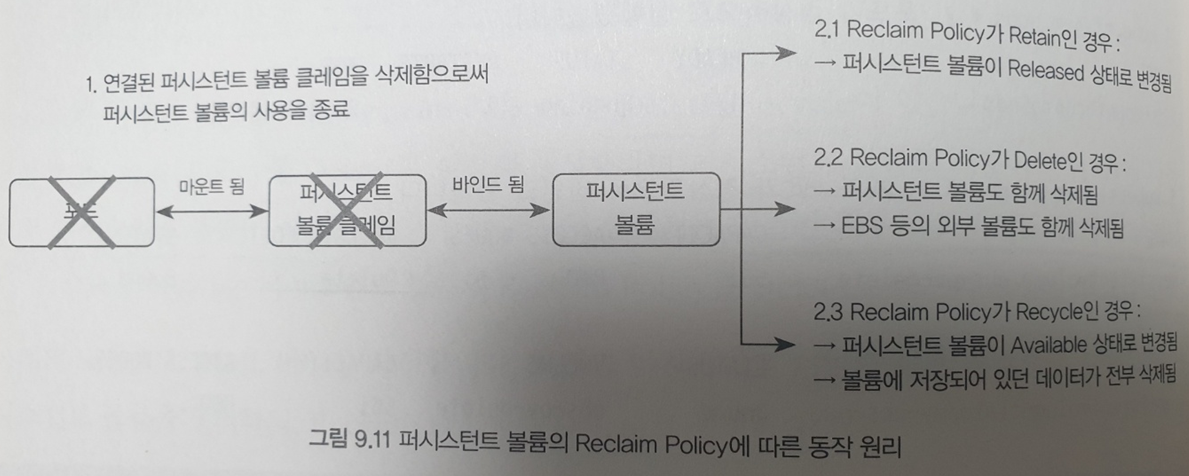 1. 연결된 퍼시스턴트 볼륨 클레임을 삭제함으로써
퍼시스턴트 볼륨의 사용을 종료
마운트 됨
퍼시스턴트
볼륨 클레임
바인드 됨
퍼시스턴트
볼륨
2.1 Reclaim Policy가 Retain인 경우 :
→ 퍼시스턴트 볼륨이 Released 상태로 변경됨
2.2 Reclaim Policy가 Delete인 경우 :
→ 퍼시스턴트 볼륨도 함께 삭제됨
→ EBS 등의 외부 볼륨도 함께 삭제됨
2.3 Reclaim Policy가 Recycle인 경우 :
→ 퍼시스턴트 볼륨이 Available 상태로 변경됨
→ 볼륨에 저장되어 있던 데이터가 전부 삭제됨
그림 9.11 퍼시스턴트 볼륨의 Reclaim Policy에 따른 동작 원리